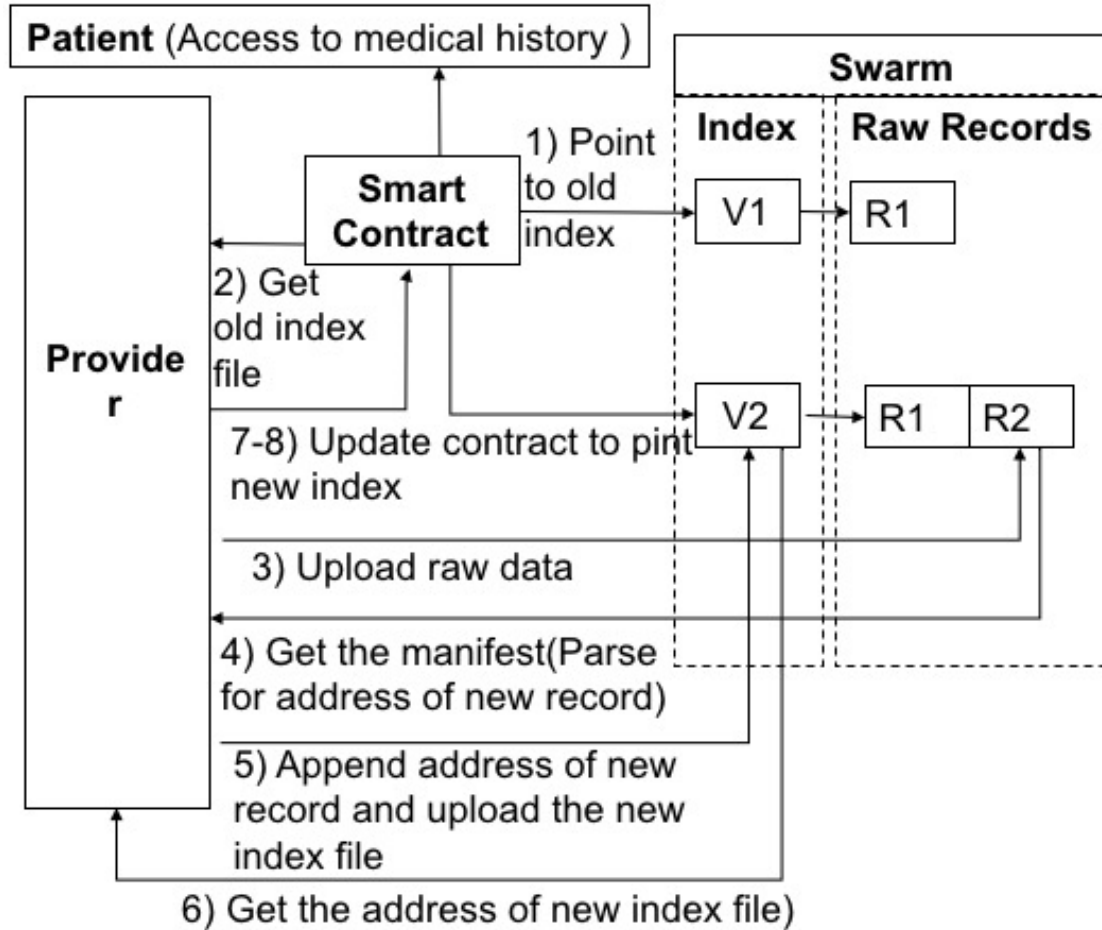 Patient (Access to medical history )
Swarm
Index
Raw Records
1) Point
to old
index
Smart
Contract
V1
R1
2) Get
old index
file
Provide
r
V2
R1
R2
7-8) Update contract to pint
new index
3) Upload raw data
4) Get the manifest(Parse
for address of new record)
5) Append address of new
record and upload the new
index file
6) Get the address of new index file)